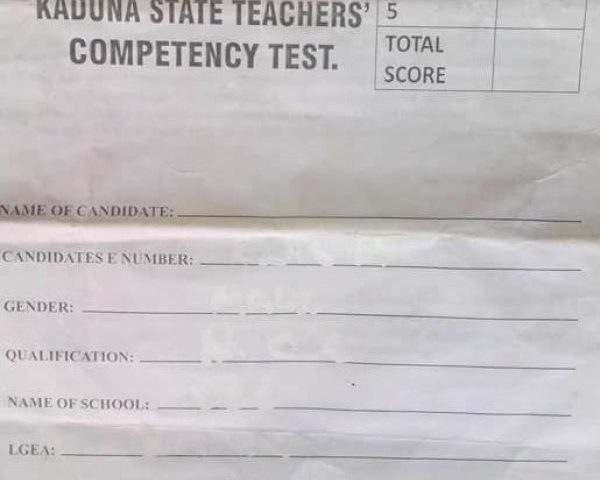 KADUNA STATE TEACHERS'
COMPETENCY TEST.
5
TOTAL
SCORE
NAME OF CANDIDATE:
CANDIDATES E NUMBER:
GENDER:
QUALIFICATION:
NAME OF SCHOOL:
LGEA: